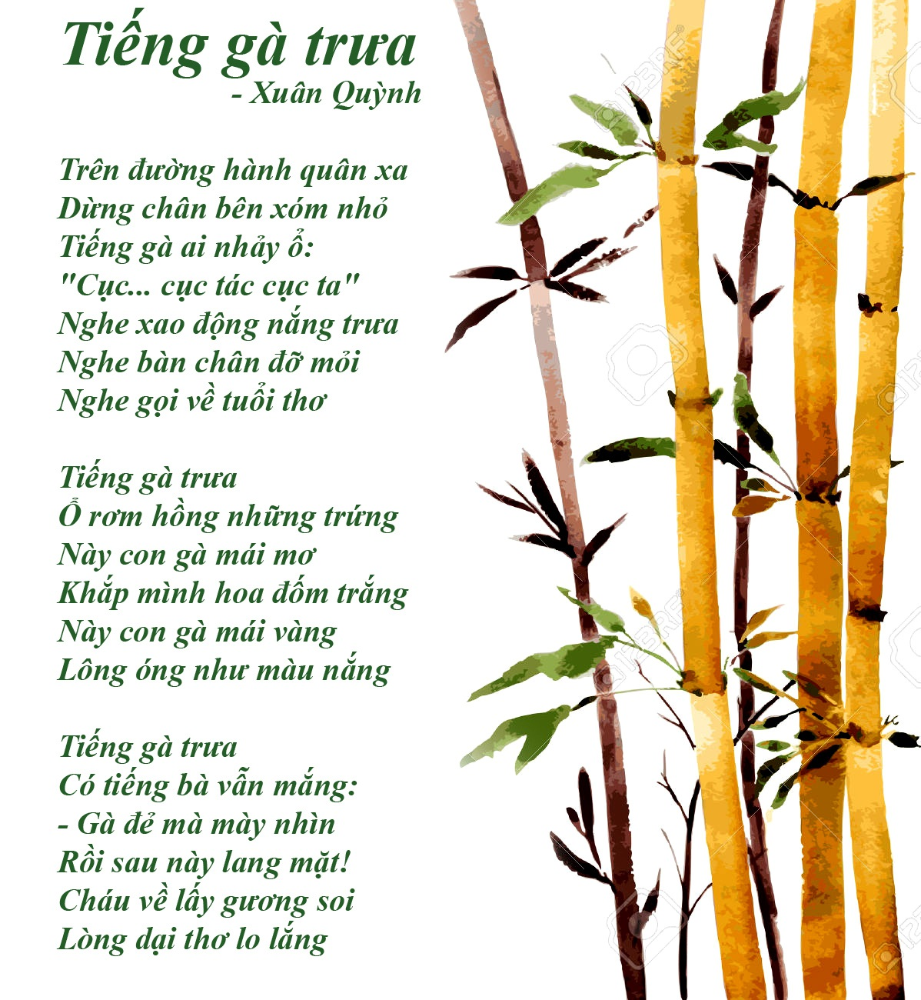 Tiếng gà trưa
- Xuân Quỳnh
Trên đường hành quân xa
Dừng chân bên xóm nhỏ
Tiếng gà ai nhảy ổ:
"Cục... cục tác cục ta"
Nghe xao động nắng trưa
Nghe bàn chân đỡ mỏi
Nghe gọi về tuổi thơ
Tiếng gà trưa
Ổ rơm hồng những trứng
Này con gà mái mơ
Khắp mình hoa đốm trắng
Này con gà mái vàng
Lông óng như màu nắng
Tiếng gà trưa
Có tiếng bà vẫn mắng:
- Gà đẻ mà mày nhìn
Rồi sau này lang mặt!
Cháu về lấy gương soi
Lòng dại thơ lo lắng
123RF®
123RF®
123RF®